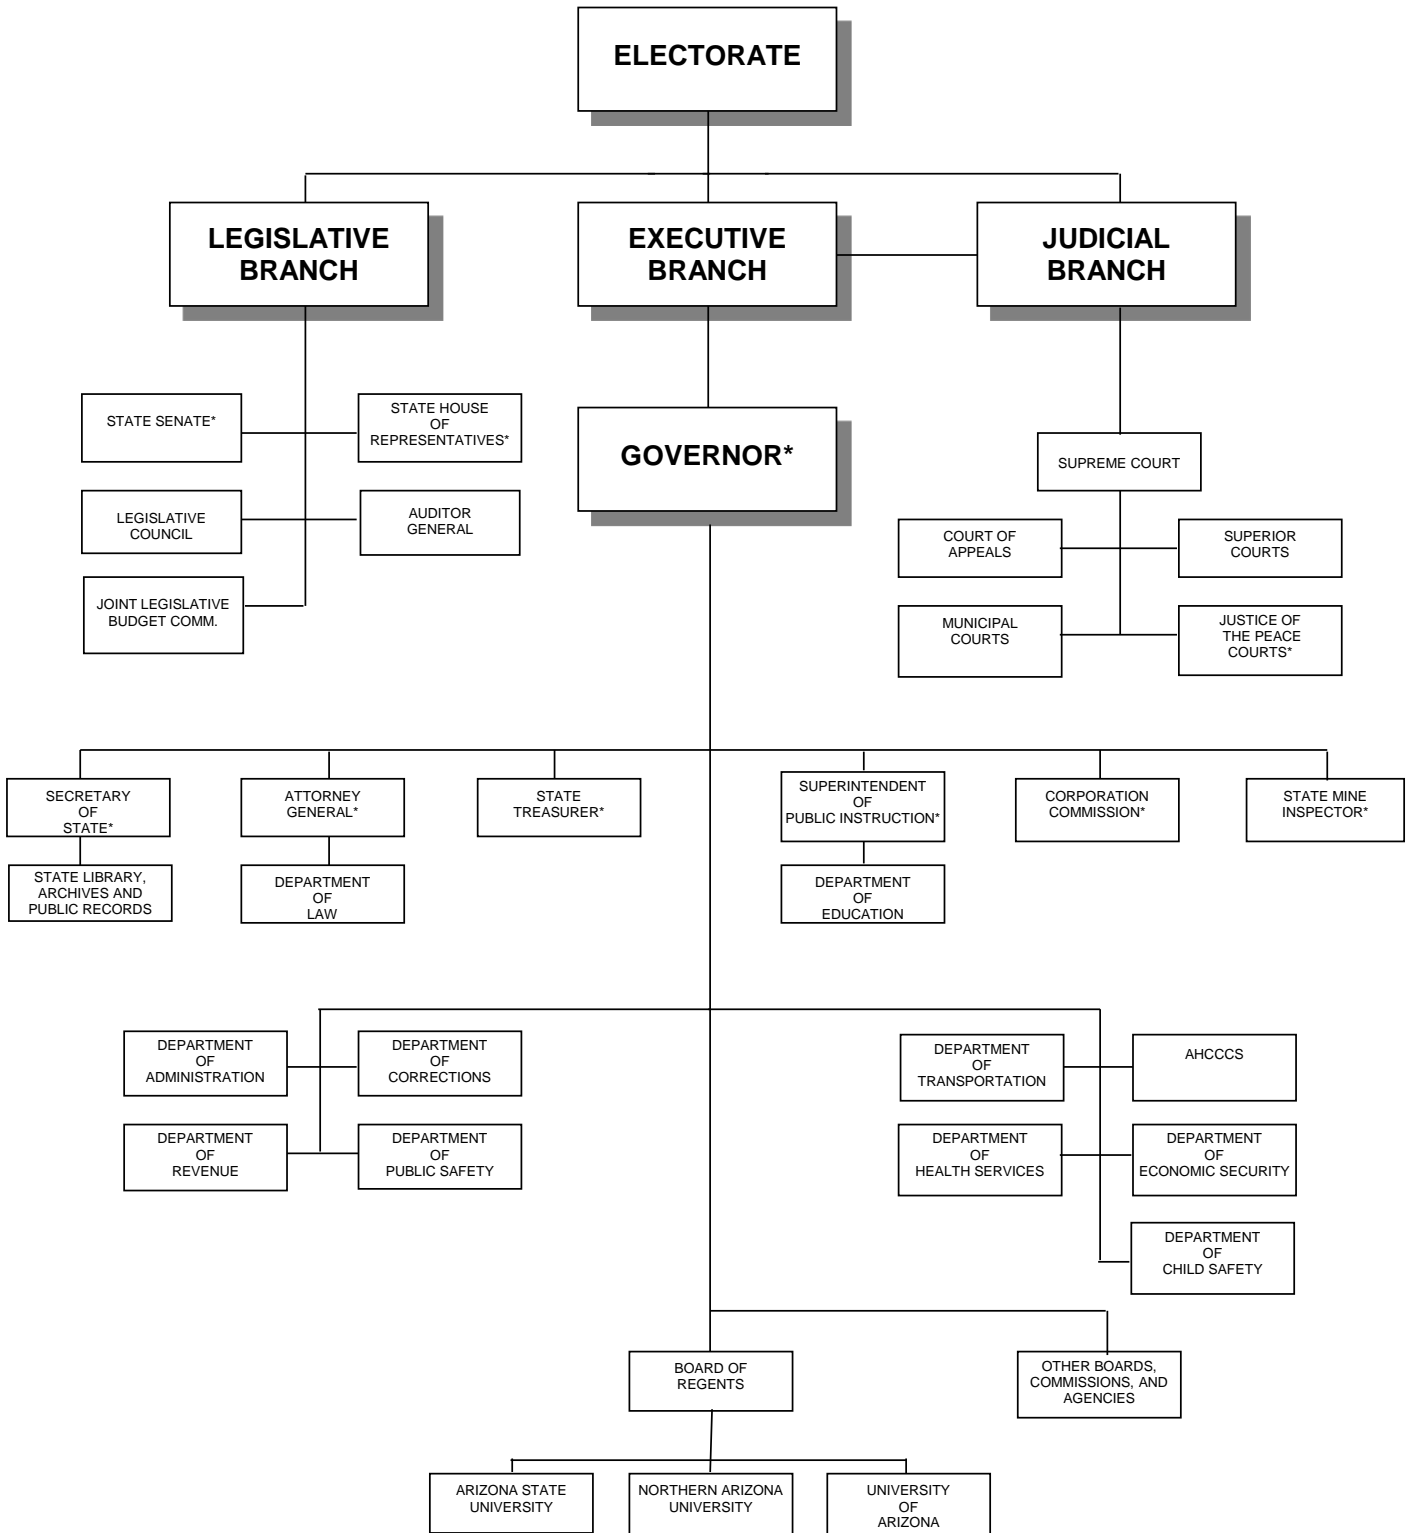 ELECTORATE
LEGISLATIVE
BRANCH
EXECUTIVE
BRANCH
JUDICIAL
BRANCH
STATE SENATE*
STATE HOUSE
OF
REPRESENTATIVES*
GOVERNOR*
SUPREME COURT
LEGISLATIVE
COUNCIL
AUDITOR
GENERAL
COURT OF
APPEALS
SUPERIOR
COURTS
JOINT LEGISLATIVE
BUDGET COMM.
MUNICIPAL
COURTS
JUSTICE OF
THE PEACE
COURTS*
SECRETARY
OF
STATE*
ATTORNEY
GENERAL*
STATE
TREASURER*
SUPERINTENDENT
OF
PUBLIC INSTRUCTION*
CORPORATION
COMMISSION*
STATE MINE
INSPECTOR*
STATE LIBRARY,
ARCHIVES AND
PUBLIC RECORDS
DEPARTMENT
OF
LAW
DEPARTMENT
OF
EDUCATION
DEPARTMENT
OF
ADMINISTRATION
DEPARTMENT
OF
CORRECTIONS
DEPARTMENT
OF
TRANSPORTATION
AHCCCS
DEPARTMENT
OF
REVENUE
DEPARTMENT
OF
PUBLIC SAFETY
DEPARTMENT
OF
HEALTH SERVICES
DEPARTMENT
OF
ECONOMIC SECURITY
DEPARTMENT
OF
CHILD SAFETY
BOARD OF
REGENTS
OTHER BOARDS,
COMMISSIONS, AND
AGENCIES
ARIZONA STATE
UNIVERSITY
NORTHERN ARIZONA
UNIVERSITY
UNIVERSITY
OF
ARIZONA